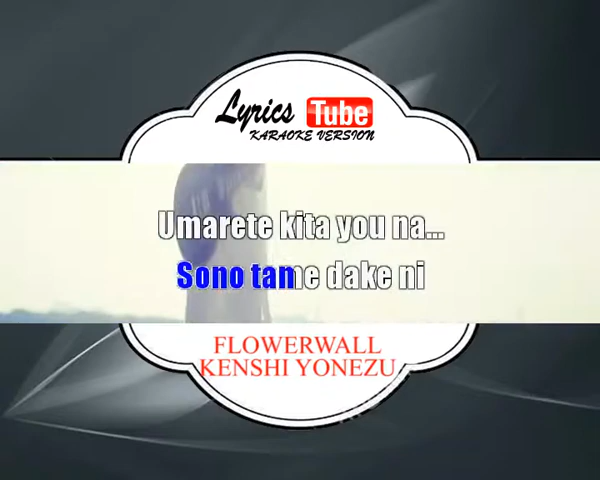 Lyrics Tube
KARAOKE VERSION
Umarete kita you na...
Sono tame dake ni
FLOWERWALL
KENSHI YONEZU